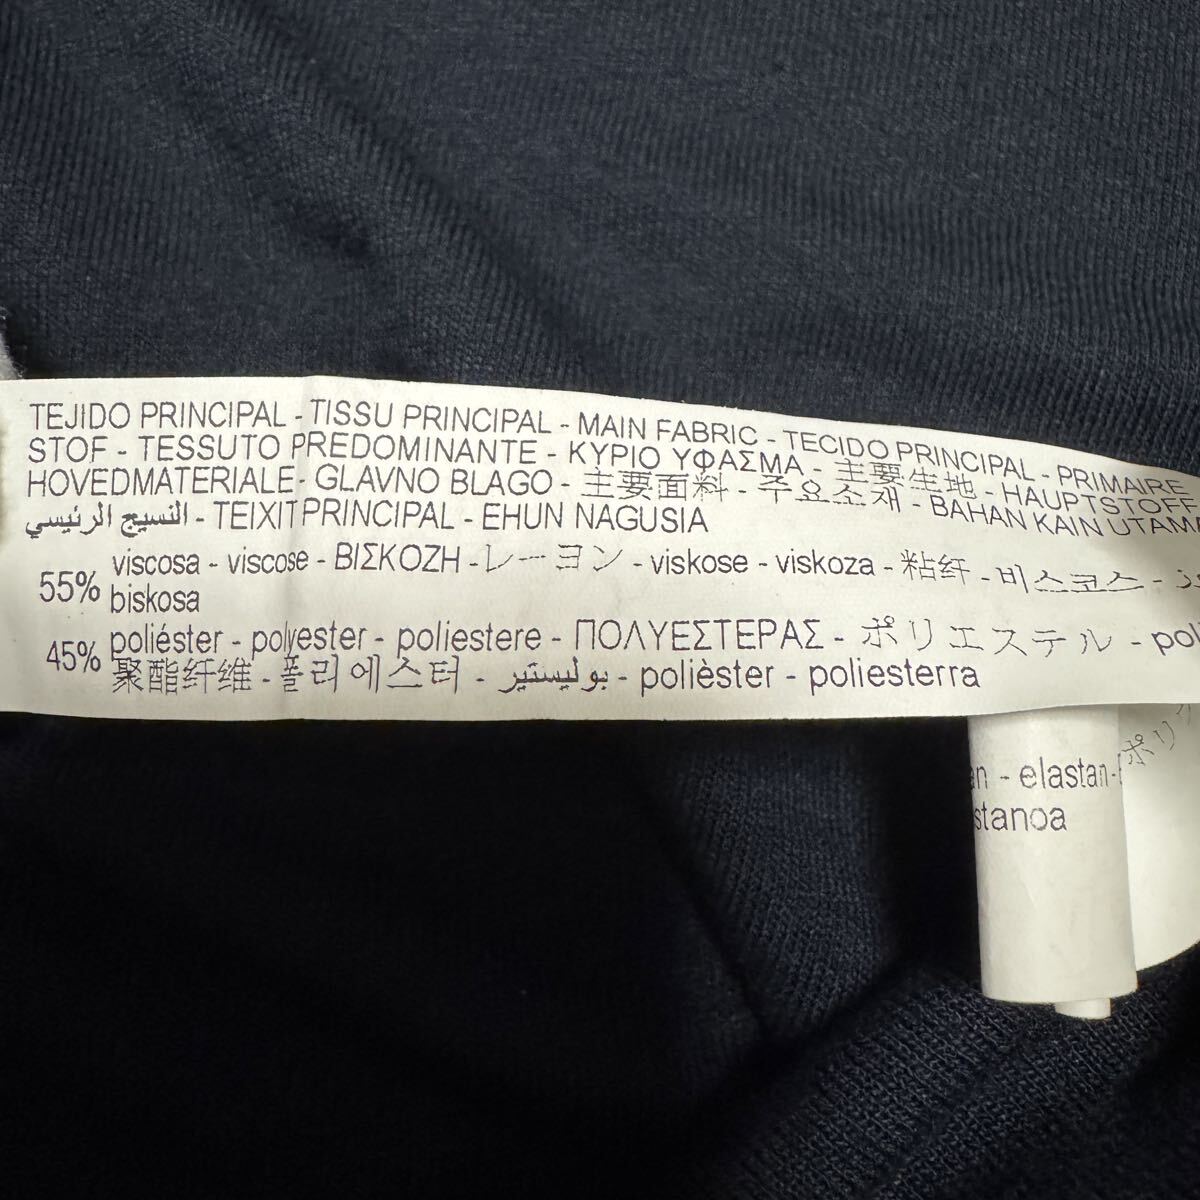 TEJIDO PRINCIPAL - TISSU PRINCIPAL - MAIN FABRIC - TECIDO PRINCIPAL - PRIMAIRE
STOF - TESSUTO PREDOMINANTE - ΚΥΡΙΟ ΥΦΑΣΜΑ - 主要生地 - HAUPTSTOFF-
HOVEDMATERIALE - GLAVNO BLAGO - 主要面料 - 주요소재 - BAHAN KAIN UTAMA
النسيج الرئيسي - TEIXIT PRINCIPAL - EHUN NAGUSIA
55% viscosa - viscose - ΒΙΣΚΟΖΗ - レーヨン - viskose - viskoza - 粘纤 - 비스코스 -
biskosa
45% poliéster - polyester - poliestere - ΠΟΛΥΕΣΤΕΡΑΣ - ポリエステル -
聚酯纤维 - 폴리에스터 - بوليستير - polièster - poliesterra
- elastan-